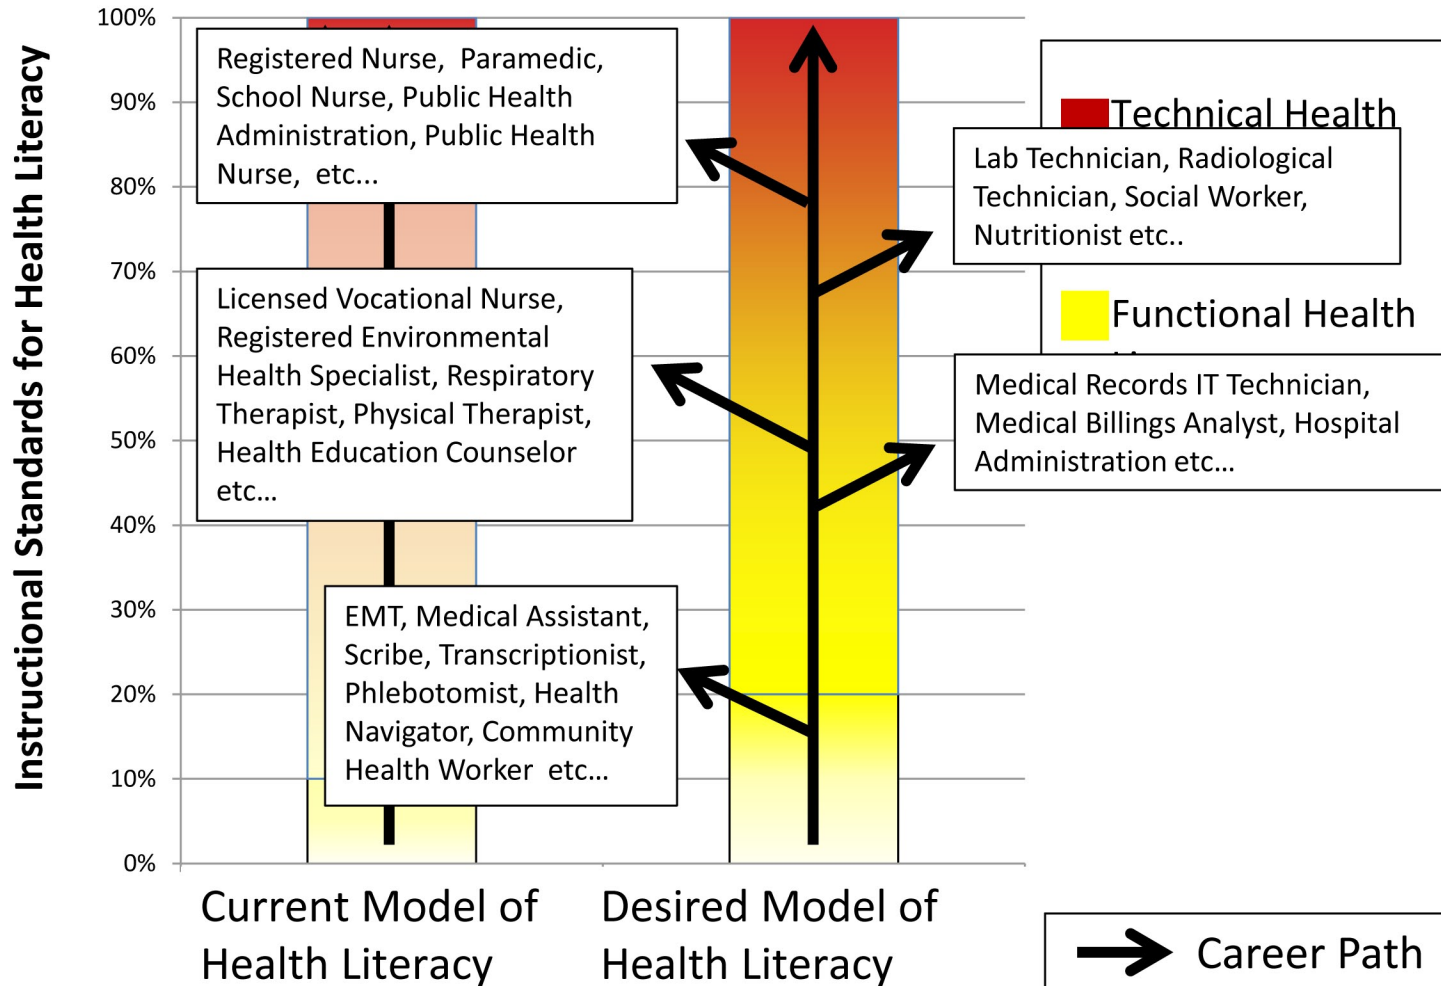 Instructional Standards for Health Literacy
100%
90%
80%
70%
60%
50%
40%
30%
20%
10%
0%
Registered Nurse, Paramedic,
School Nurse, Public Health
Administration, Public Health
Nurse, etc...
Licensed Vocational Nurse,
Registered Environmental
Health Specialist, Respiratory
Therapist, Physical Therapist,
Health Education Counselor
etc…
EMT, Medical Assistant,
Scribe, Transcriptionist,
Phlebotomist, Health
Navigator, Community
Health Worker etc…
Technical Health
Lab Technician, Radiological
Technician, Social Worker,
Nutritionist etc..
Functional Health
Medical Records IT Technician,
Medical Billings Analyst, Hospital
Administration etc…
Current Model of
Health Literacy
Desired Model of
Health Literacy
Career Path